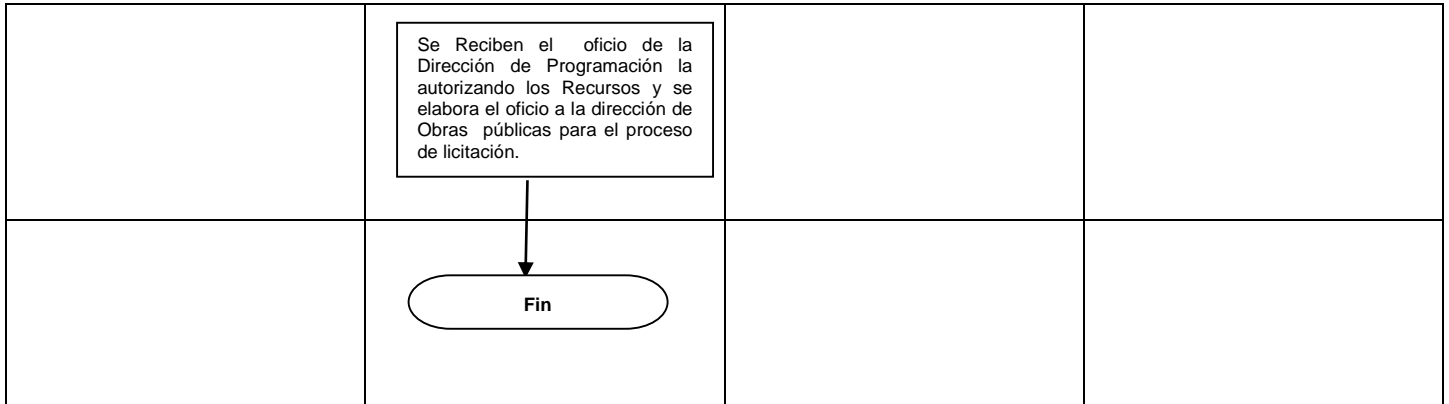 Se Reciben el oficio de la
Dirección de Programación la
autorizando los Recursos y se
elabora el oficio a la dirección de
Obras públicas para el proceso
de licitación.
Fin